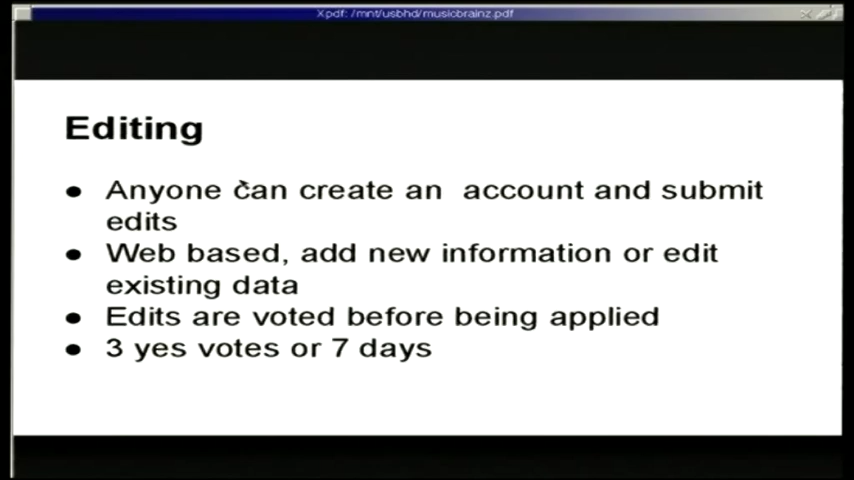 Xpdf: /mnt/usbhd/musicbrainz.pdf
Editing
● Anyone can create an account and submit
edits
● Web based, add new information or edit
existing data
● Edits are voted before being applied
● 3 yes votes or 7 days